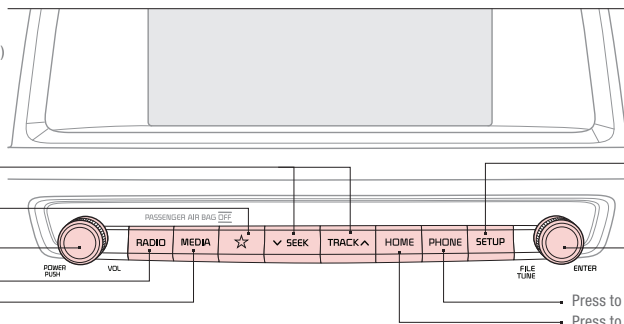 )
PASSENGER AIR BAG OFF
RADIO MEDIA ☆ SEEK TRACK HOME PHONE SETUP
POWER PUSH VOL FILE TUNE ENTER
Press to
Press to